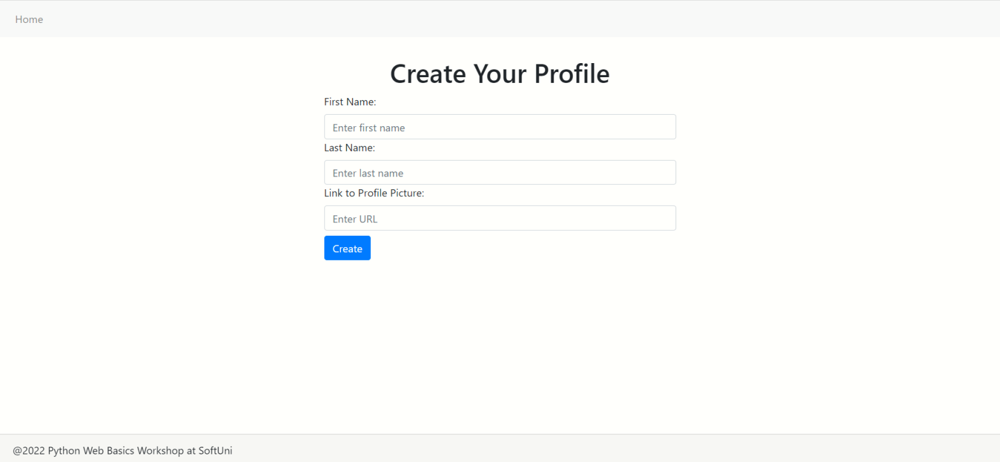 Home
Create Your Profile
First Name:
Enter first name
Last Name:
Enter last name
Link to Profile Picture:
Enter URL
Create
@2022 Python Web Basics Workshop at SoftUni